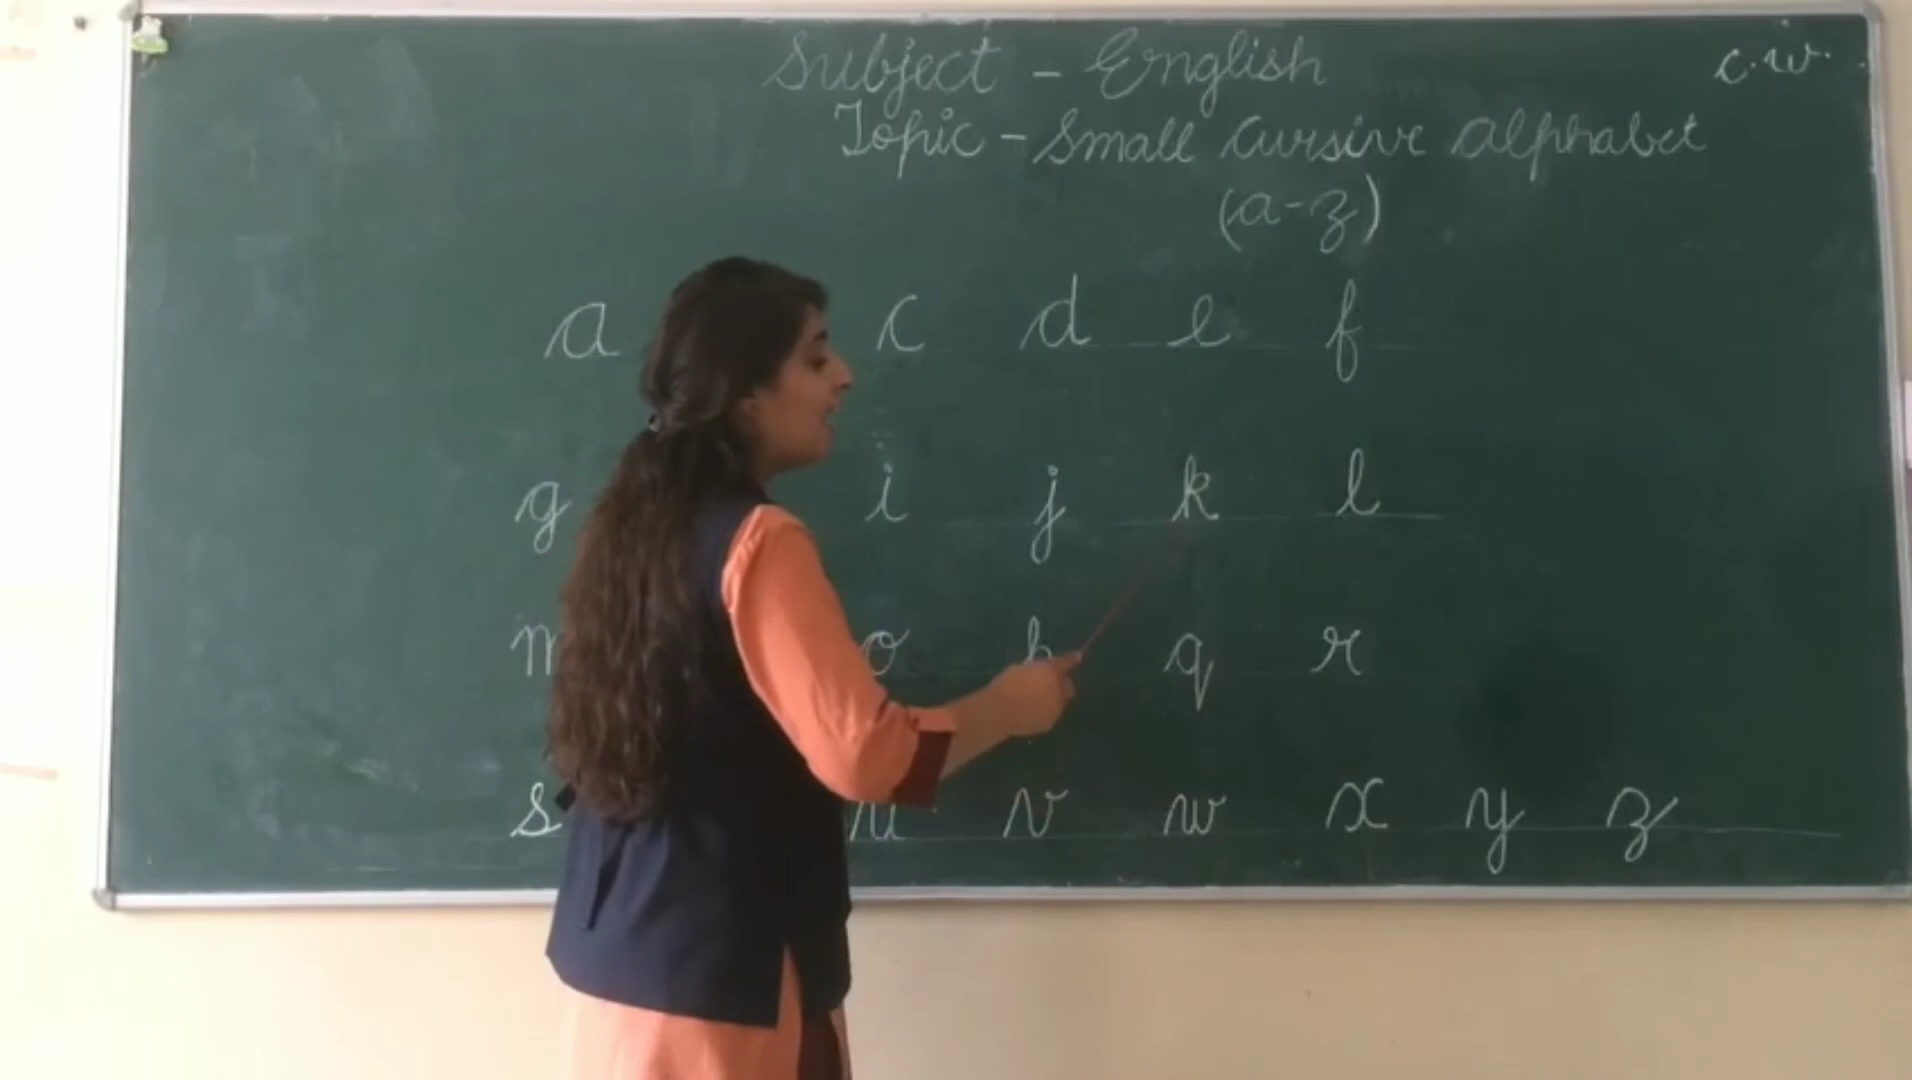 Subject - English
c.w.
Topic - Small cursive alphabet
(a-z)
a c d e f
g i j k l
m o p q r
s u v w x y z